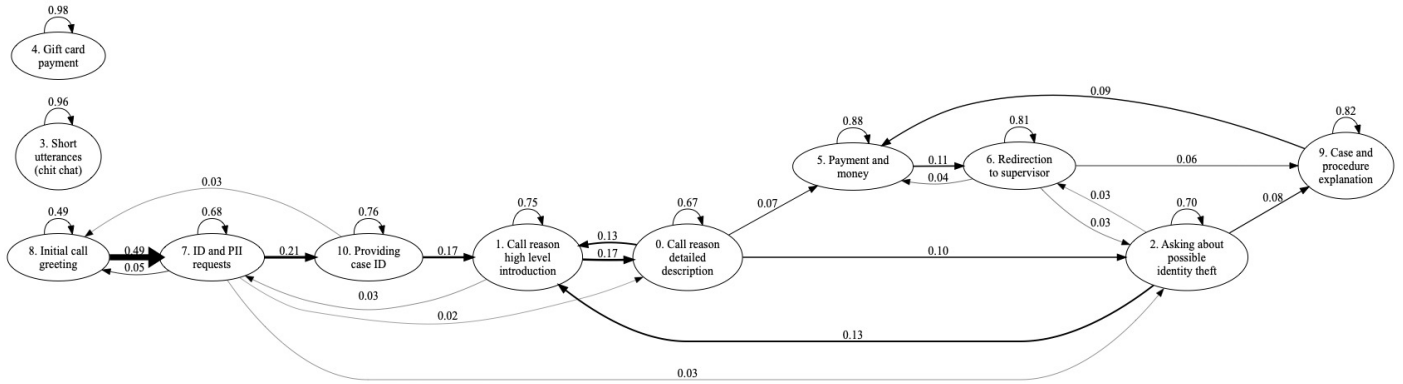 0.98
4. Gift card
payment
0.96
3. Short
utterances
(chit chat)
0.09
0.88
5. Payment and
money
0.11
0.04
0.81
6. Redirection
to supervisor
0.06
0.82
9. Case and
procedure
explanation
0.03
0.07
0.03
0.03
0.08
0.49
8. Initial call
greeting
0.49
0.05
0.68
7. ID and PII
requests
0.21
0.76
10. Providing
case ID
0.17
0.75
1. Call reason
high level
introduction
0.13
0.17
0.67
0. Call reason
detailed
description
0.10
0.70
2. Asking about
possible
identity theft
0.03
0.02
0.13
0.03